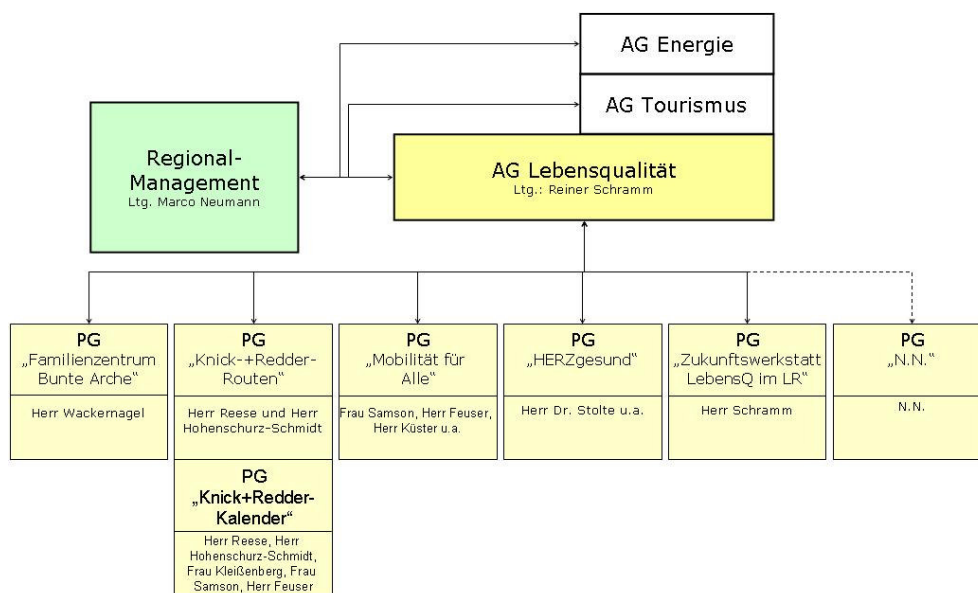 AG Energie
AG Tourismus
Regional-
Management
Ltg. Marco Neumann
AG Lebensqualität
Ltg.: Reiner Schramm
PG
„Familienzentrum
Bunte Arche“
Herr Wackernagel
PG
„Knick-+Redder-
Routen“
Herr Reese und Herr
Hohenschurz-Schmidt
PG
„Knick+Redder-
Kalender“
Herr Reese, Herr
Hohenschurz-Schmidt,
Frau Kleißenberg, Frau
Samson, Herr Feuser
PG
„Mobilität für
Alle“
Frau Samson, Herr Feuser,
Herr Küster u.a.
PG
„HERZgesund“
Herr Dr. Stolte u.a.
PG
„Zukunftswerkstatt
LebensQ im LR“
Herr Schramm
PG
„N.N.“
N.N.